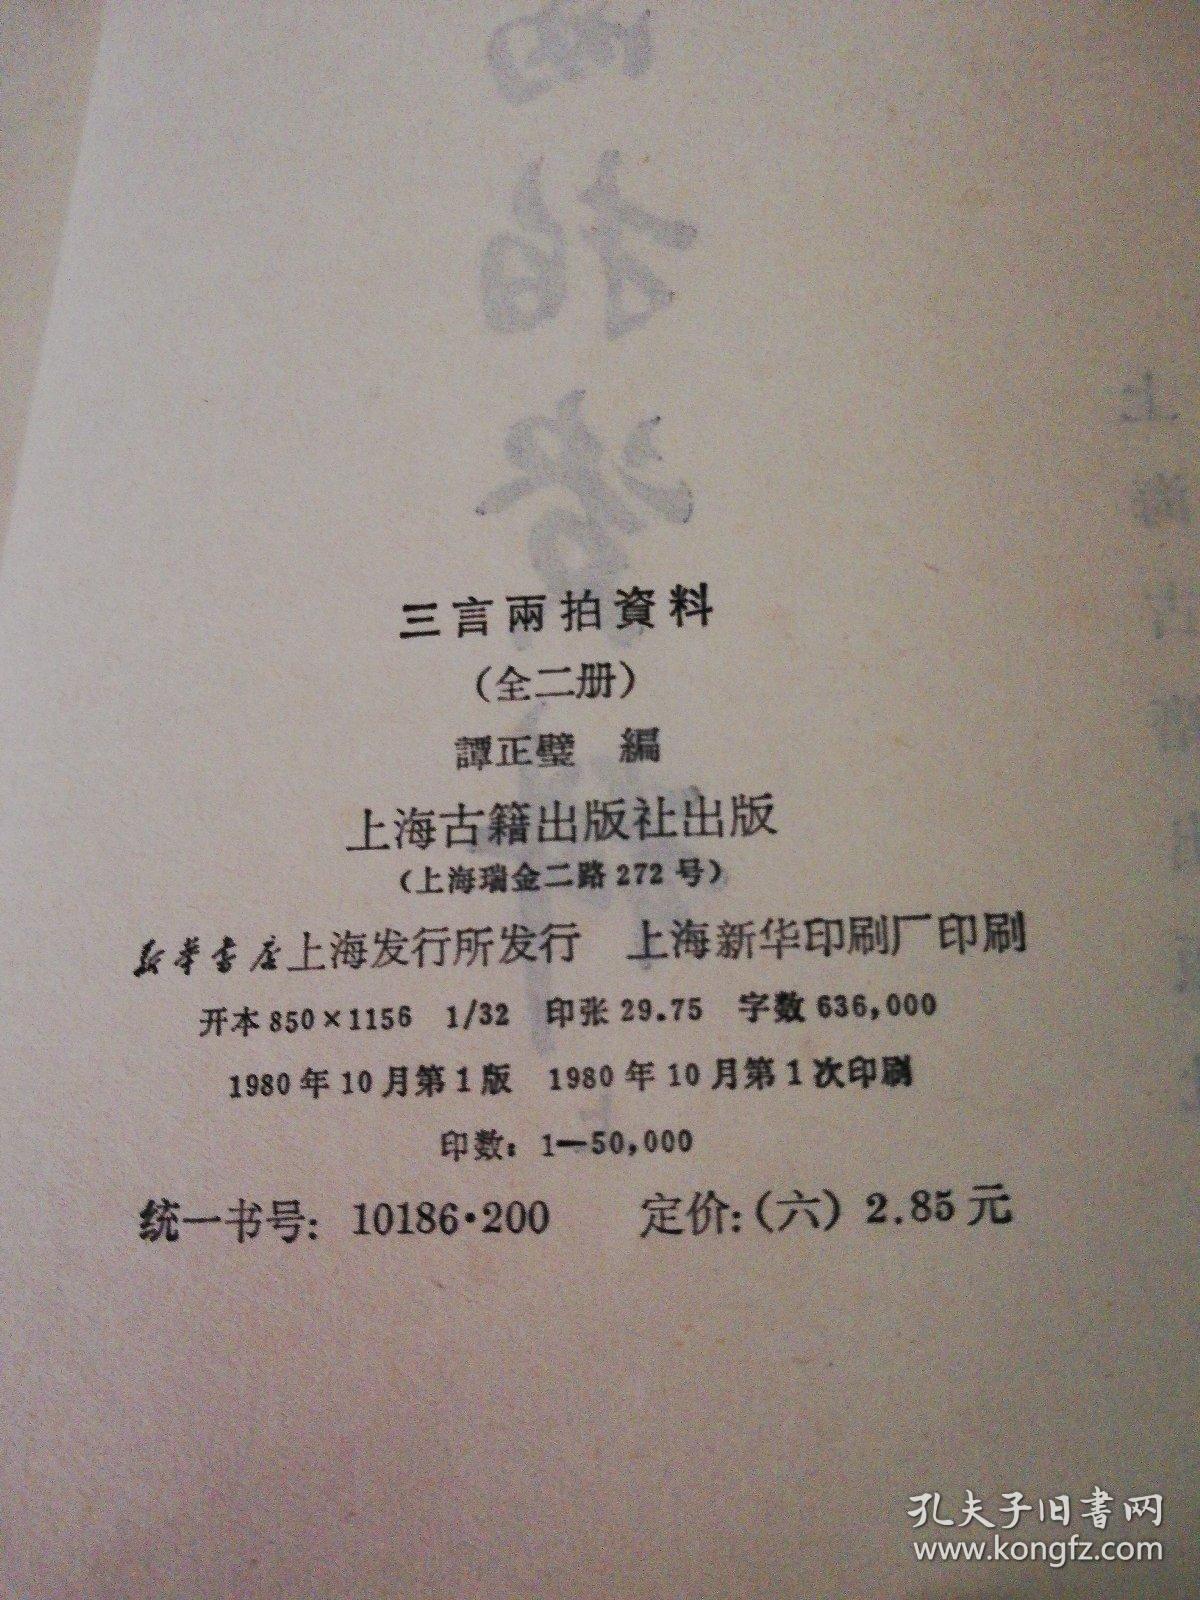 三言兩拍資料
（全二册）
譚正璧　編
上海古籍出版社出版
（上海瑞金二路272号）
新华书店上海发行所发行　上海新华印刷厂印刷
开本850×1156　1/32　印张29.75　字数636,000
1980年10月第1版　1980年10月第1次印刷
印数：1—50,000
统一书号：10186·200　定价：（六）2.85元
孔夫子旧書网
www.kongfz.com